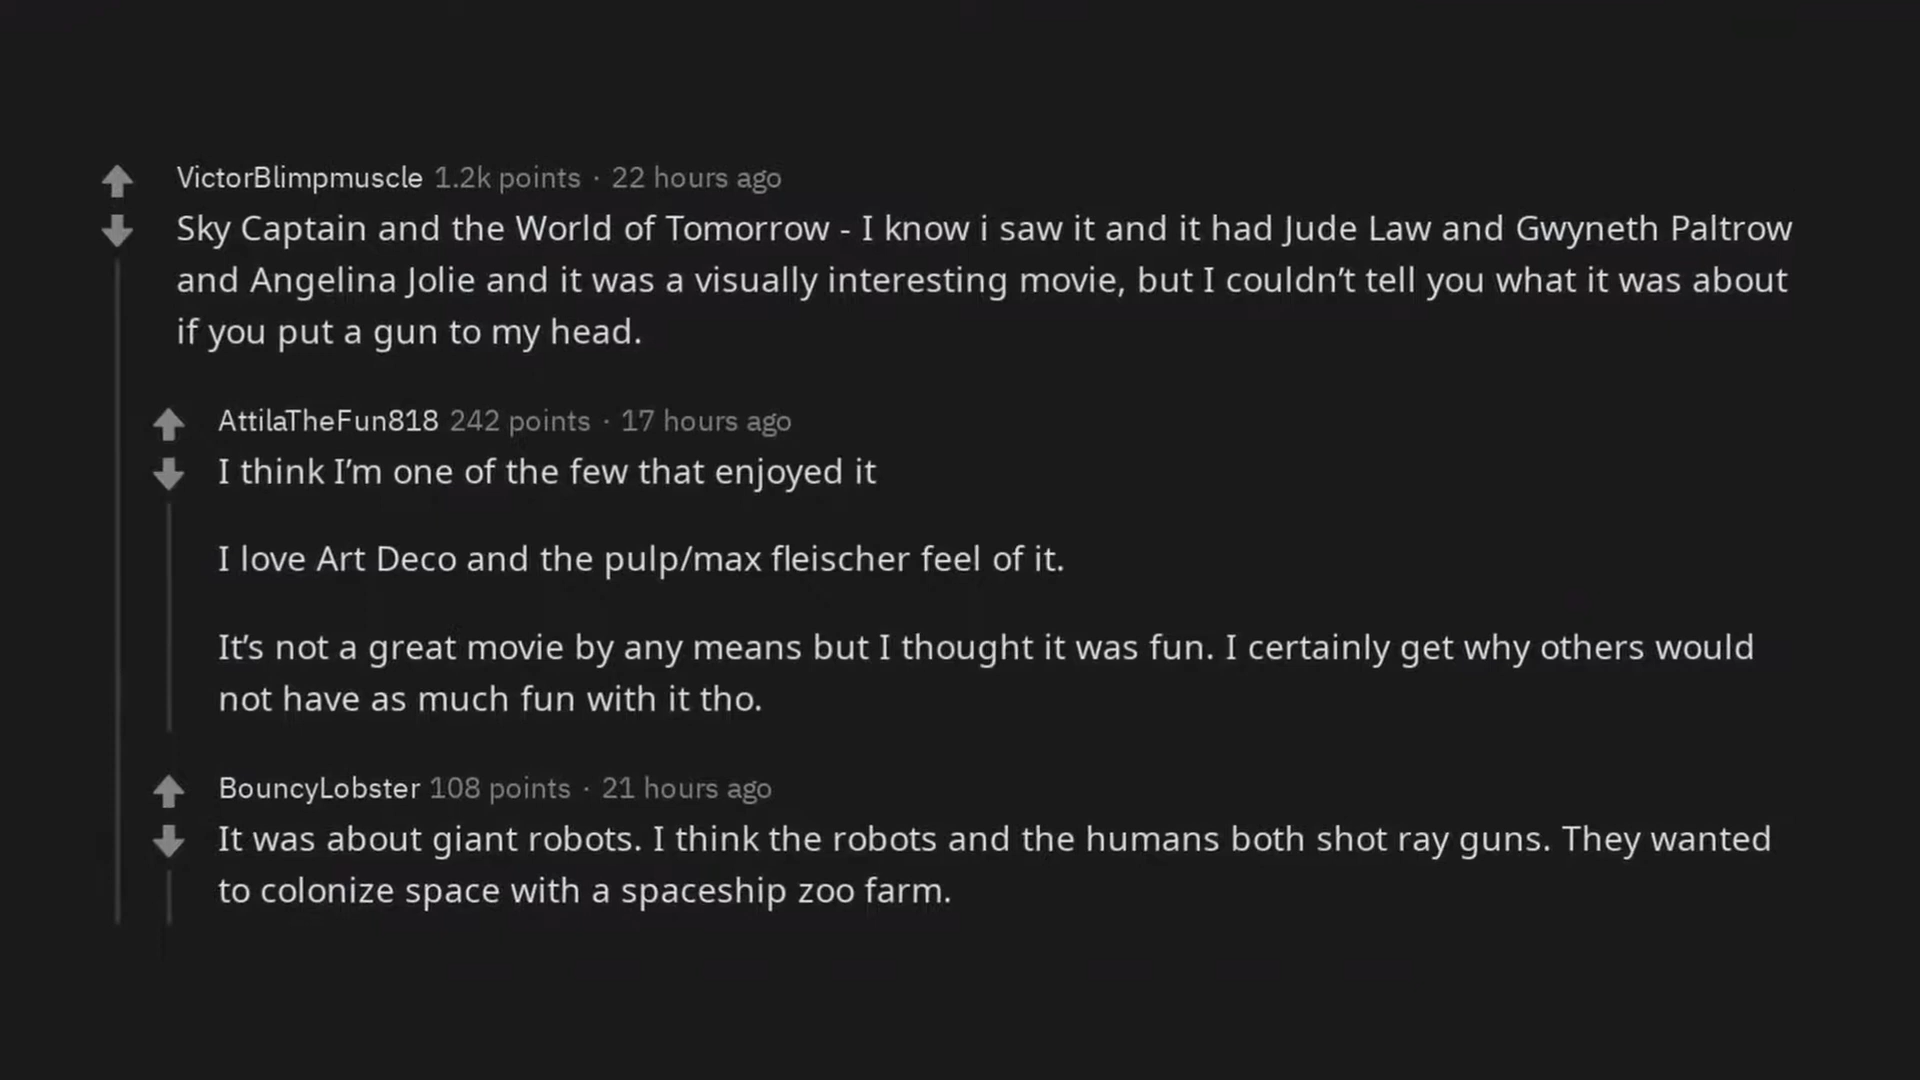 VictorBlimpmuscle 1.2k points · 22 hours ago
Sky Captain and the World of Tomorrow - I know i saw it and it had Jude Law and Gwyneth Paltrow
and Angelina Jolie and it was a visually interesting movie, but I couldn’t tell you what it was about
if you put a gun to my head.
AttilaTheFun818 242 points · 17 hours ago
I think I’m one of the few that enjoyed it
I love Art Deco and the pulp/max fleischer feel of it.
It’s not a great movie by any means but I thought it was fun. I certainly get why others would
not have as much fun with it tho.
BouncyLobster 108 points · 21 hours ago
It was about giant robots. I think the robots and the humans both shot ray guns. They wanted
to colonize space with a spaceship zoo farm.